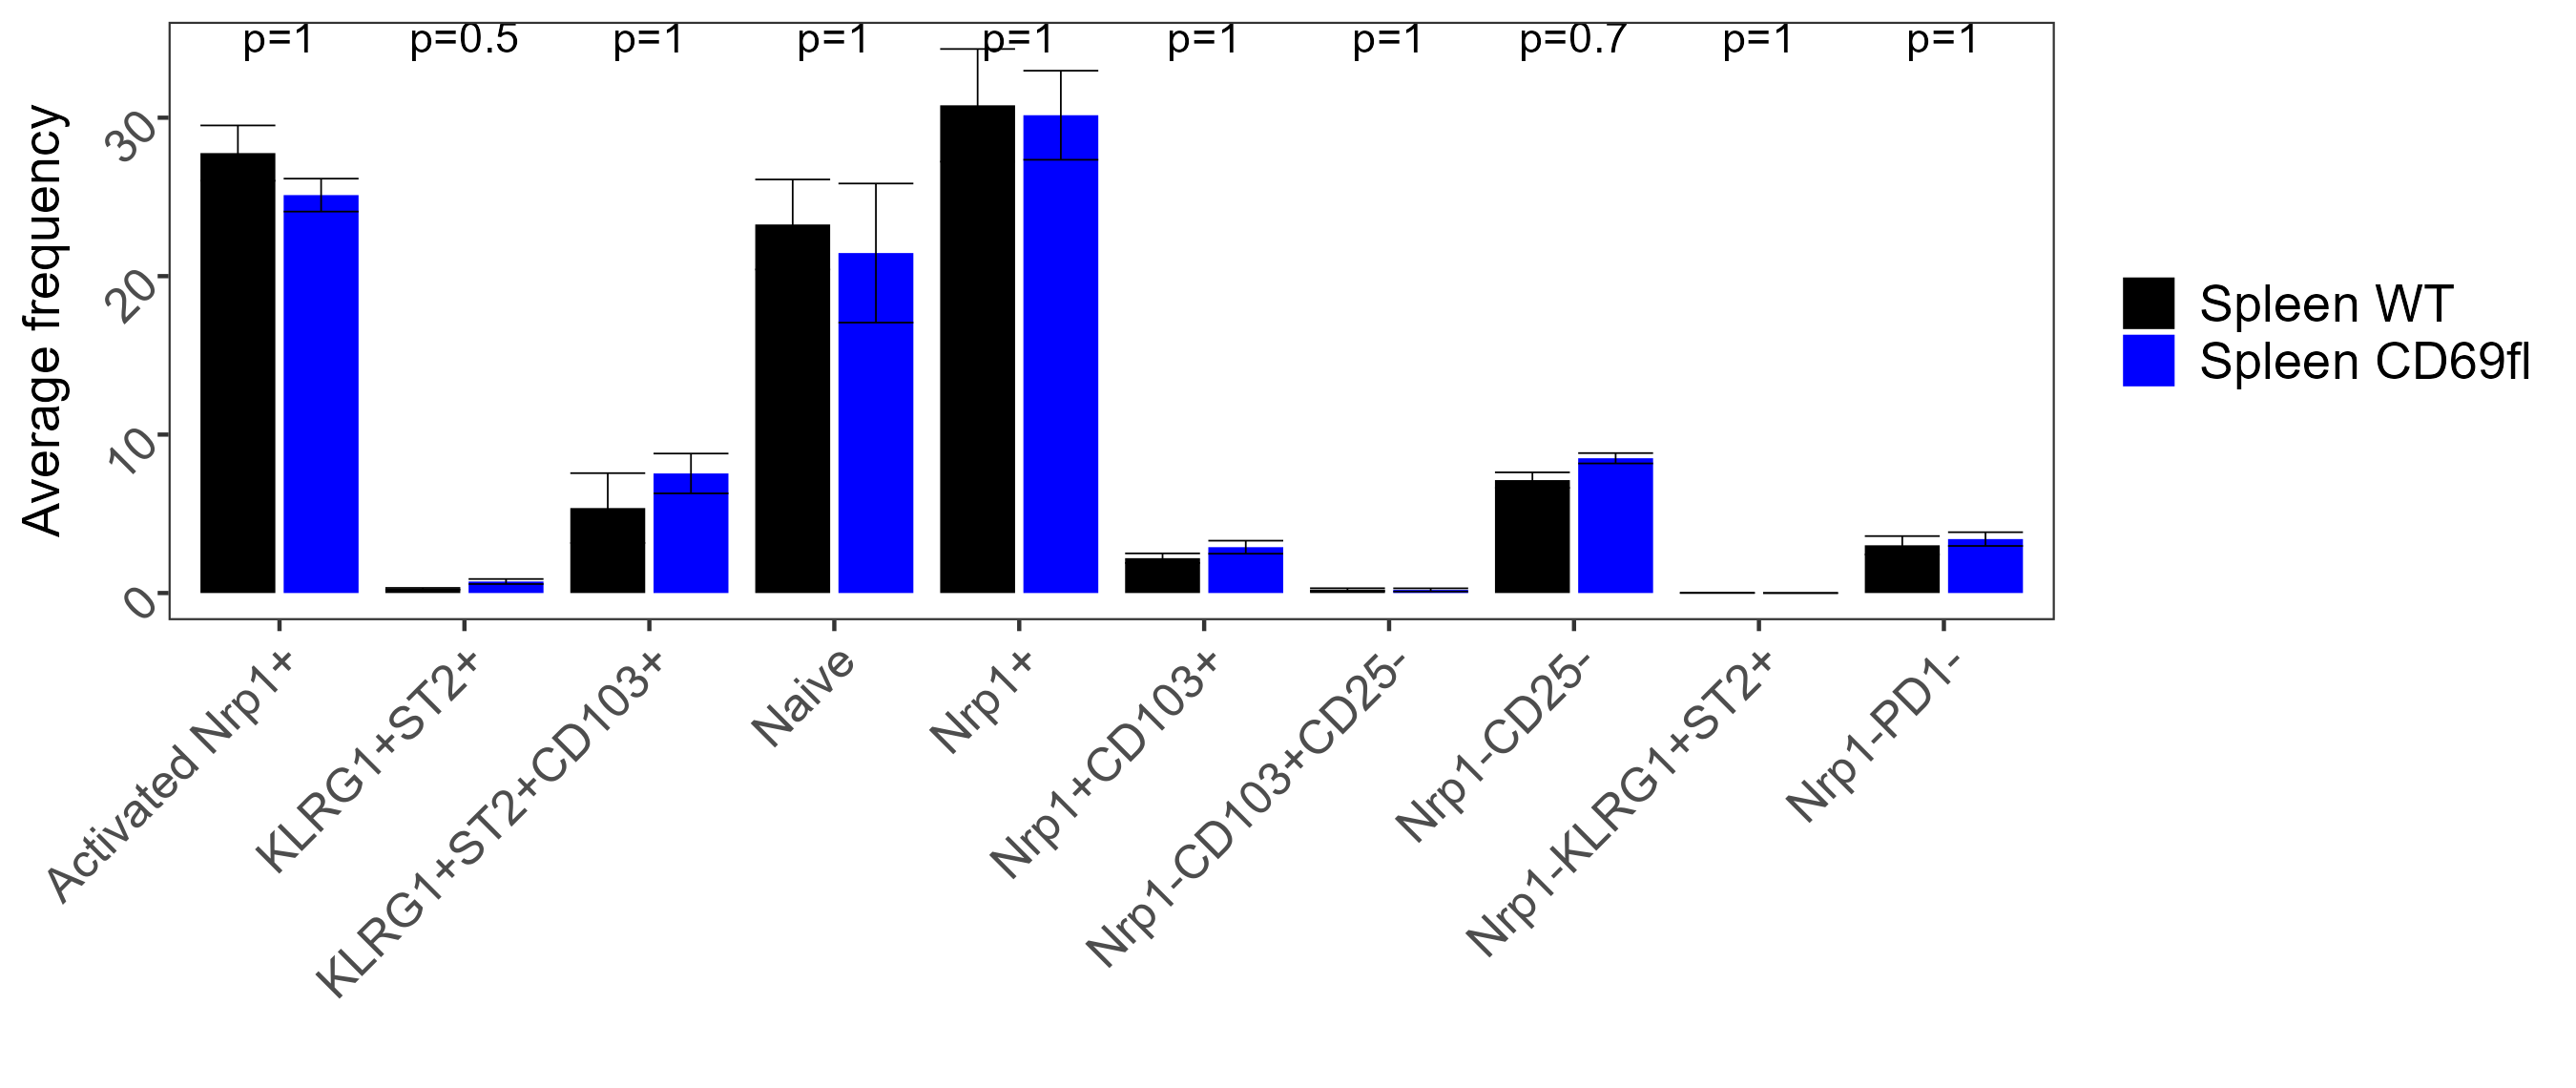 p=1
p=0.5
p=1
p=1
p=1
p=1
p=1
p=0.7
p=1
p=1
Average frequency
30
20
10
0
Activated Nrp1+
KLRG1+ST2+
KLRG1+ST2+CD103+
Naive
Nrp1+
Nrp1+CD103+
Nrp1-CD103+CD25-
Nrp1-CD25-
Nrp1-KLRG1+ST2+
Nrp1-PD1-
Spleen WT
Spleen CD69fl